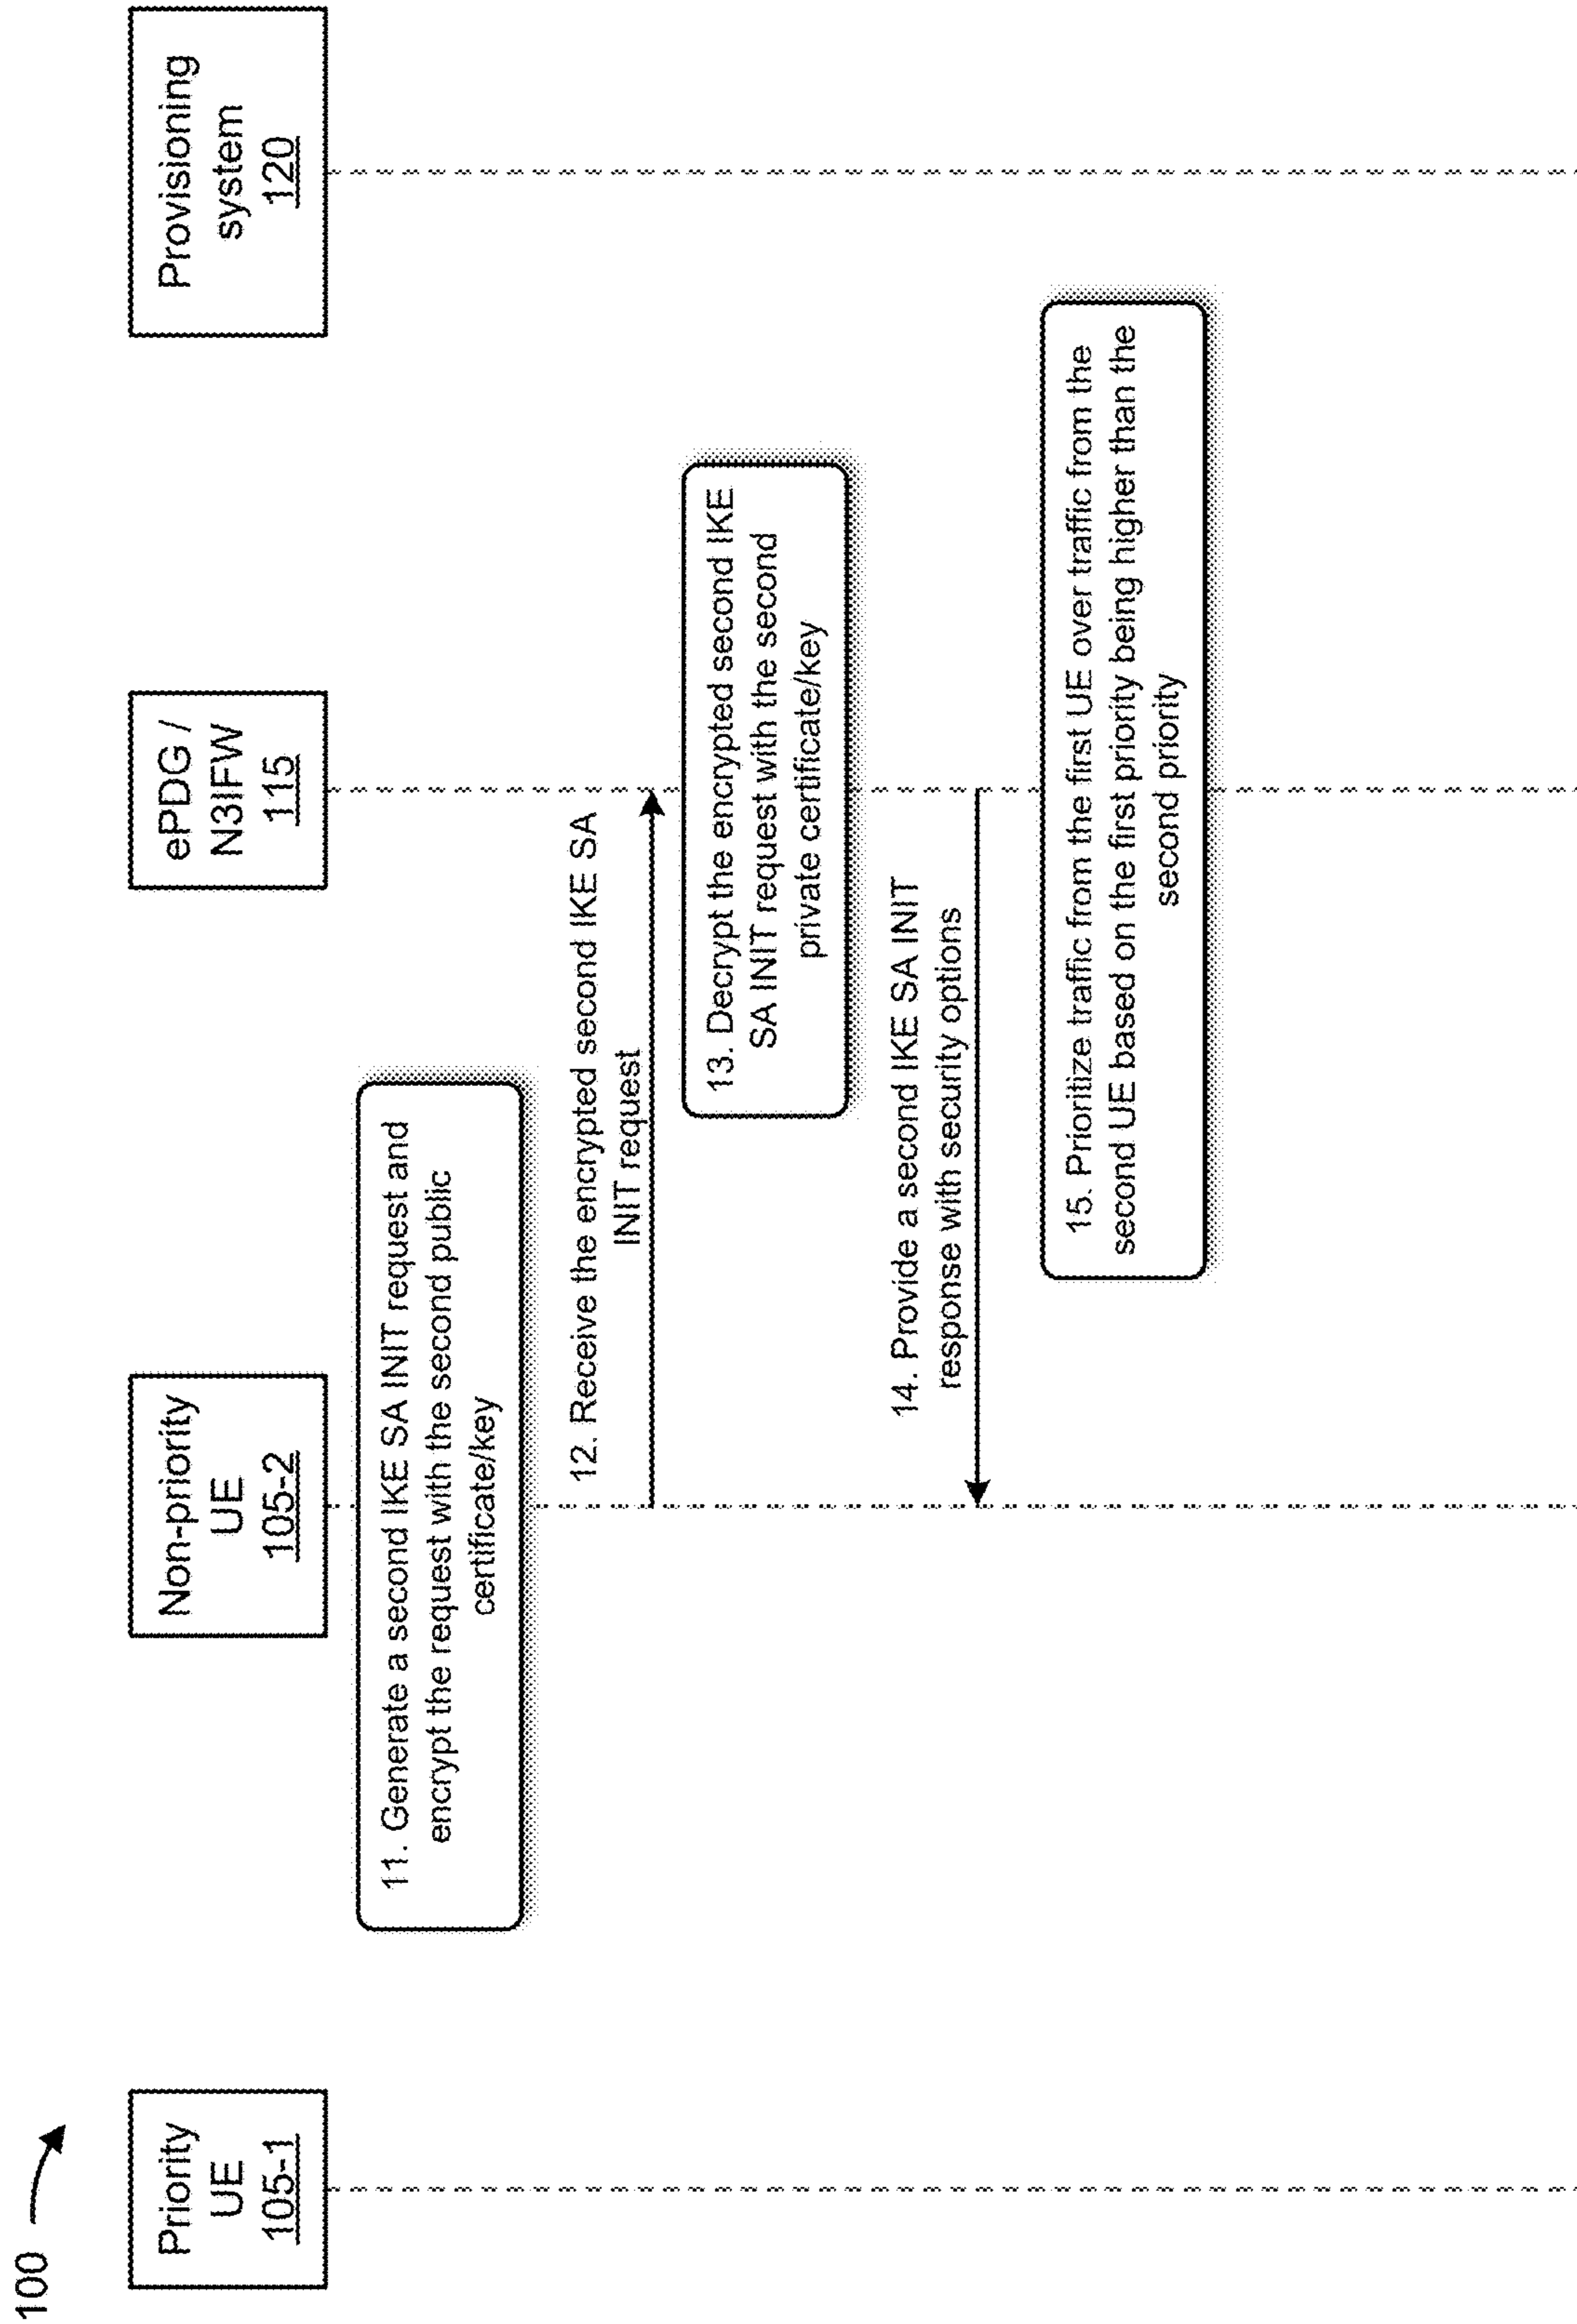 100
Priority
UE
105-1
Non-priority
UE
105-2
ePDG /
N3IFW
115
Provisioning
system
120
11. Generate a second IKE SA INIT request and
encrypt the request with the second public
certificate/key
12. Receive the encrypted second IKE SA
INIT request
13. Decrypt the encrypted second IKE
SA INIT request with the second
private certificate/key
14. Provide a second IKE SA INIT
response with security options
15. Prioritize traffic from the first UE over traffic from the
second UE based on the first priority being higher than the
second priority